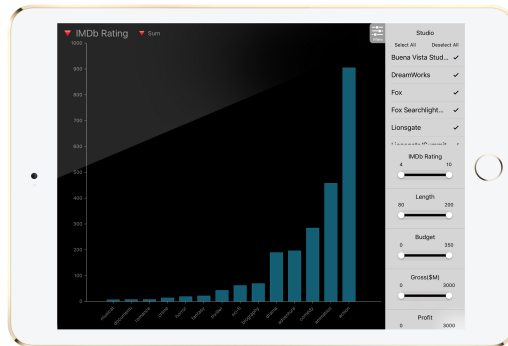 IMDb Rating
Sum
1000
900
800
700
600
500
400
300
200
100
0
musical
documentc
romance
crime
horror
fantasy
thriller
sci-fi
biography
drama
adventure
comedy
animation
action
Filters
Studio
Select All Deselect All
Buena Vista Stud...
DreamWorks
Fox
Fox Searchlight...
Lionsgate
IMDb Rating
4 10
Length
80 200
Budget
0 350
Gross($M)
0 3000
Profit
0 3000